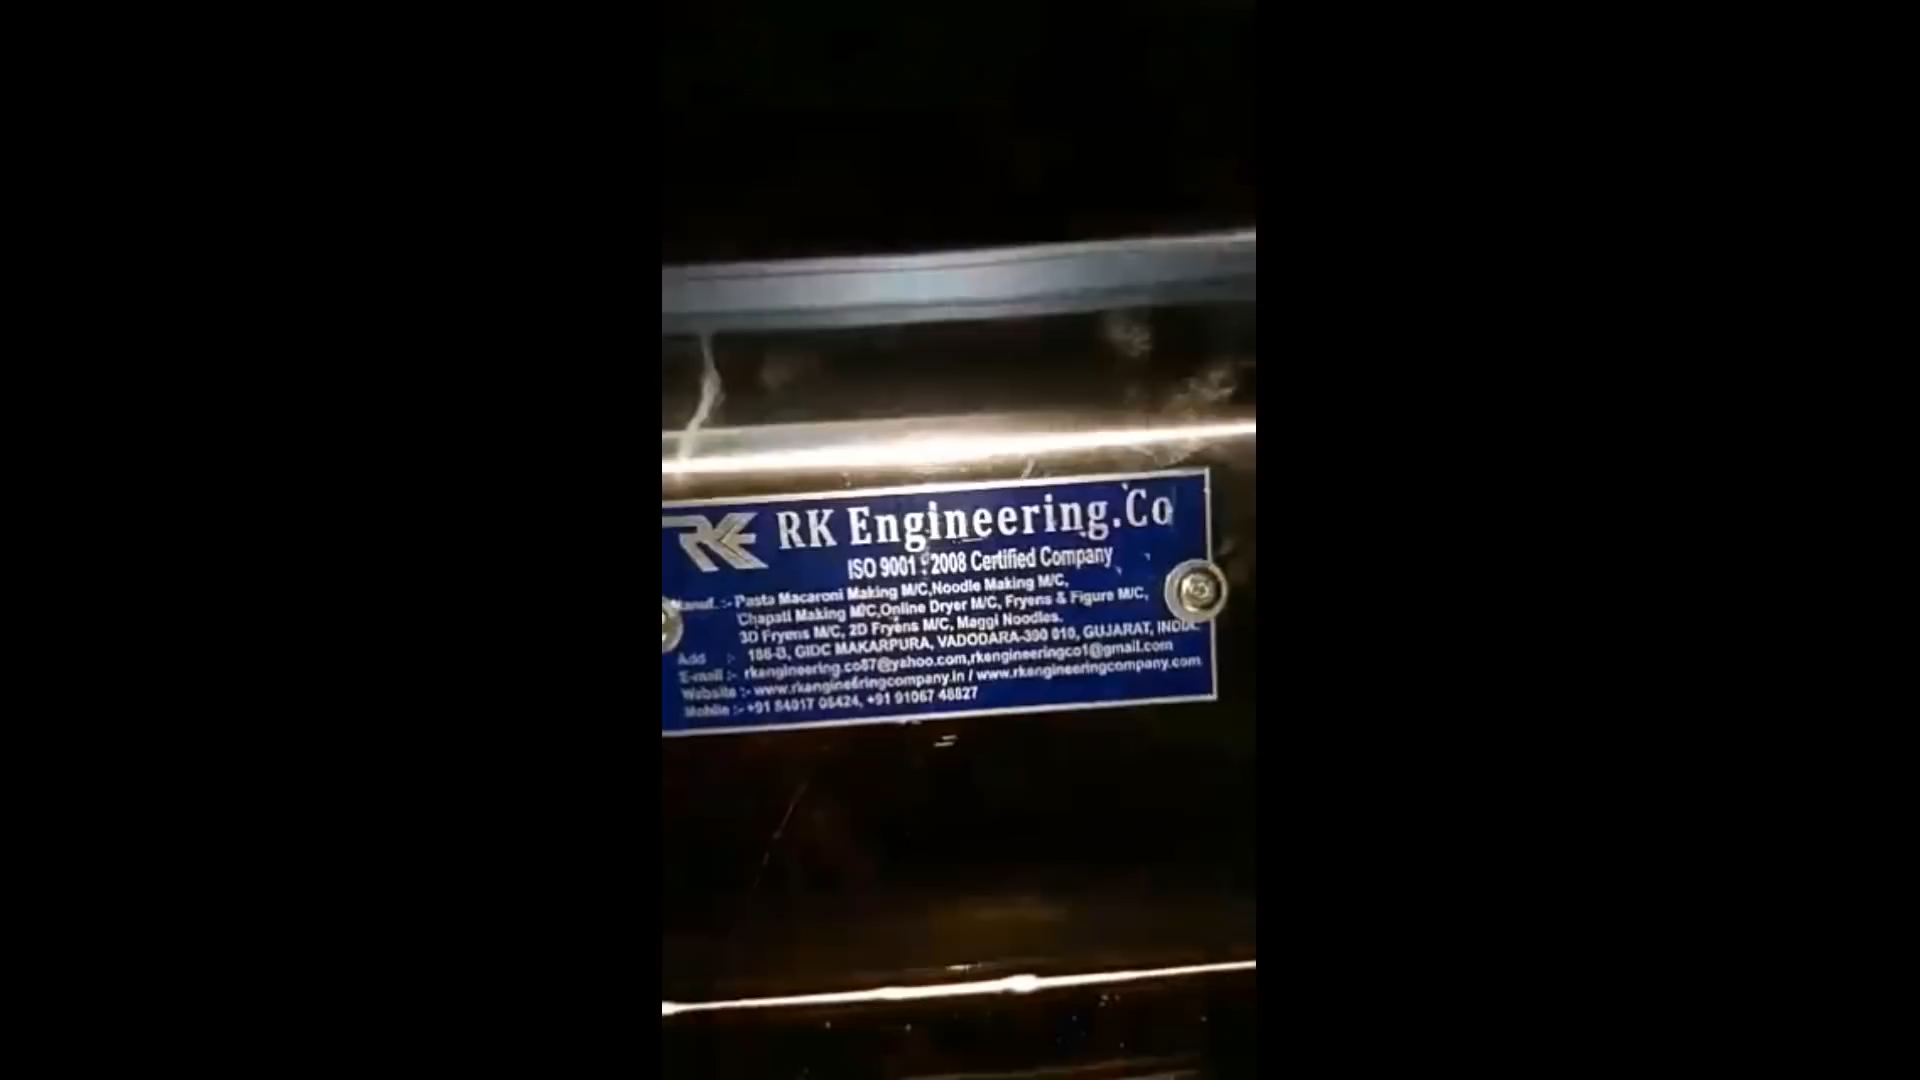 RKE RK Engineering.Co
ISO 9001 : 2008 Certified Company
Manuf. :- Pasta Macaroni Making M/C,Noodle Making M/C,
Chapati Making M/C,Online Dryer M/C, Fryens & Figure M/C,
3D Fryens M/C, 2D Fryens M/C, Maggi Noodles.
Add :- GIDC MAKARPURA, VADODARA-390 010, GUJARAT, INDIA.
E-mail :- rkengineering.co87@yahoo.com,rkengineeringco1@gmail.com
Website :- www.rkengineeringcompany.in / www.rkengineeringcompany.com
Mobile :- +91 84017 05424, +91 91067 48827